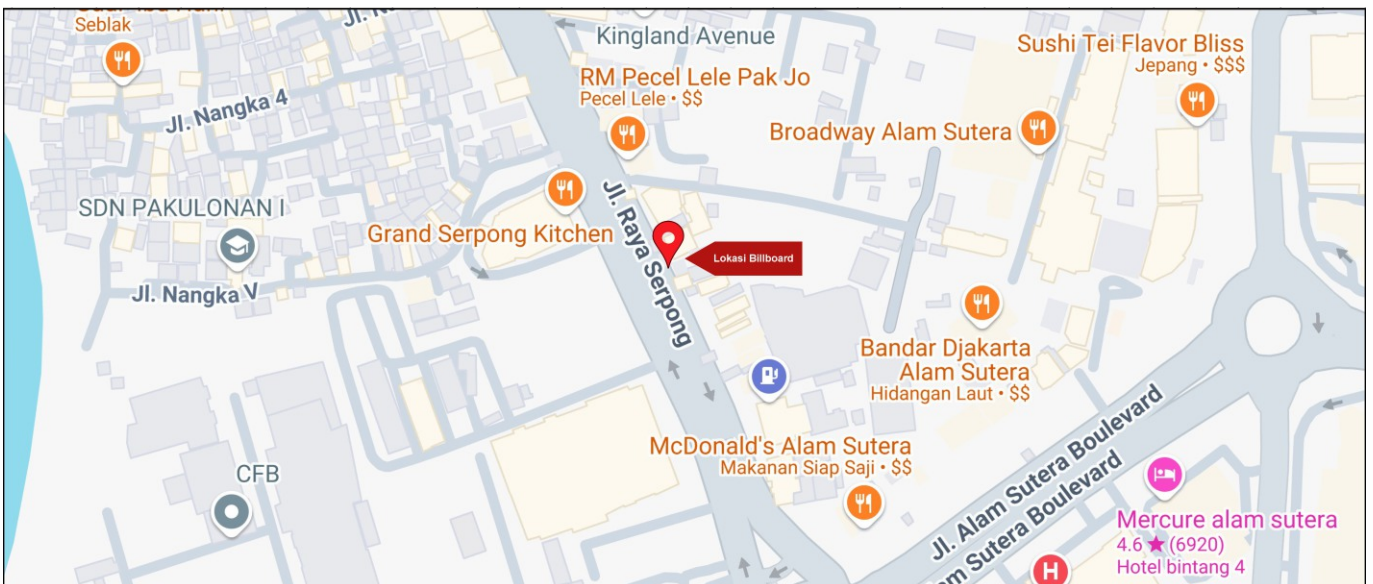 Seblak
Jl. Nangka 4
SDN PAKULONAN I
Jl. Nangka V
CFB
Kingland Avenue
RM Pecel Lele Pak Jo
Pecel Lele • $$
Grand Serpong Kitchen
Jl. Raya Serpong
Lokasi Billboard
Broadway Alam Sutera
Sushi Tei Flavor Bliss
Jepang • $$$
Bandar Djakarta
Alam Sutera
Hidangan Laut • $$
McDonald's Alam Sutera
Makanan Siap Saji • $$
Jl. Alam Sutera Boulevard
Sutera Boulevard
Mercure alam sutera
4.6 ★ (6920)
Hotel bintang 4
H